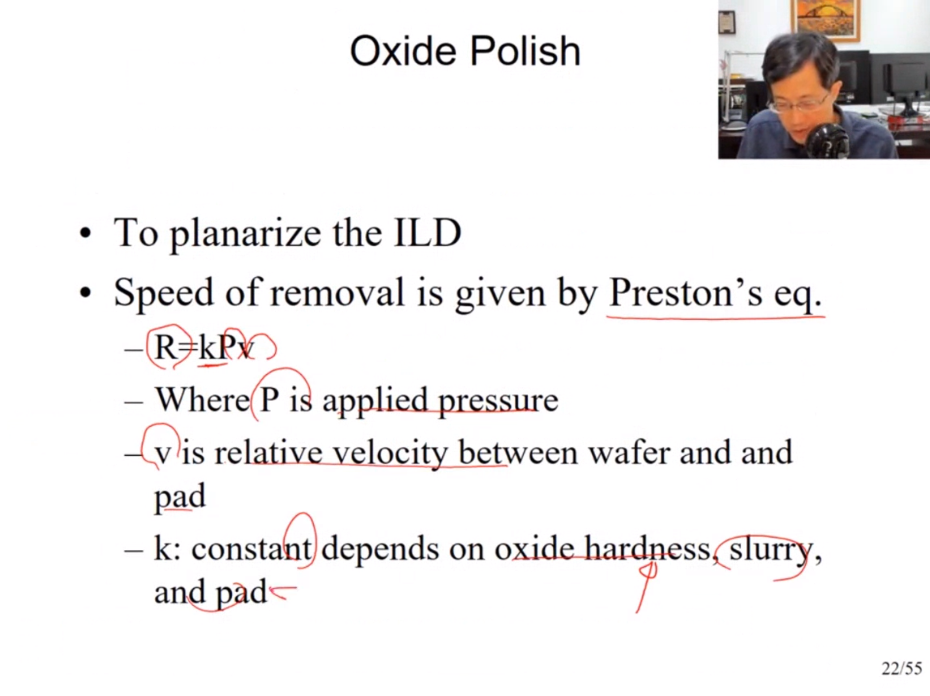 Oxide Polish
• To planarize the ILD
• Speed of removal is given by Preston’s eq.
– R=kPv
– Where P is applied pressure
– v is relative velocity between wafer and and
pad
– k: constant depends on oxide hardness, slurry,
and pad
22/55